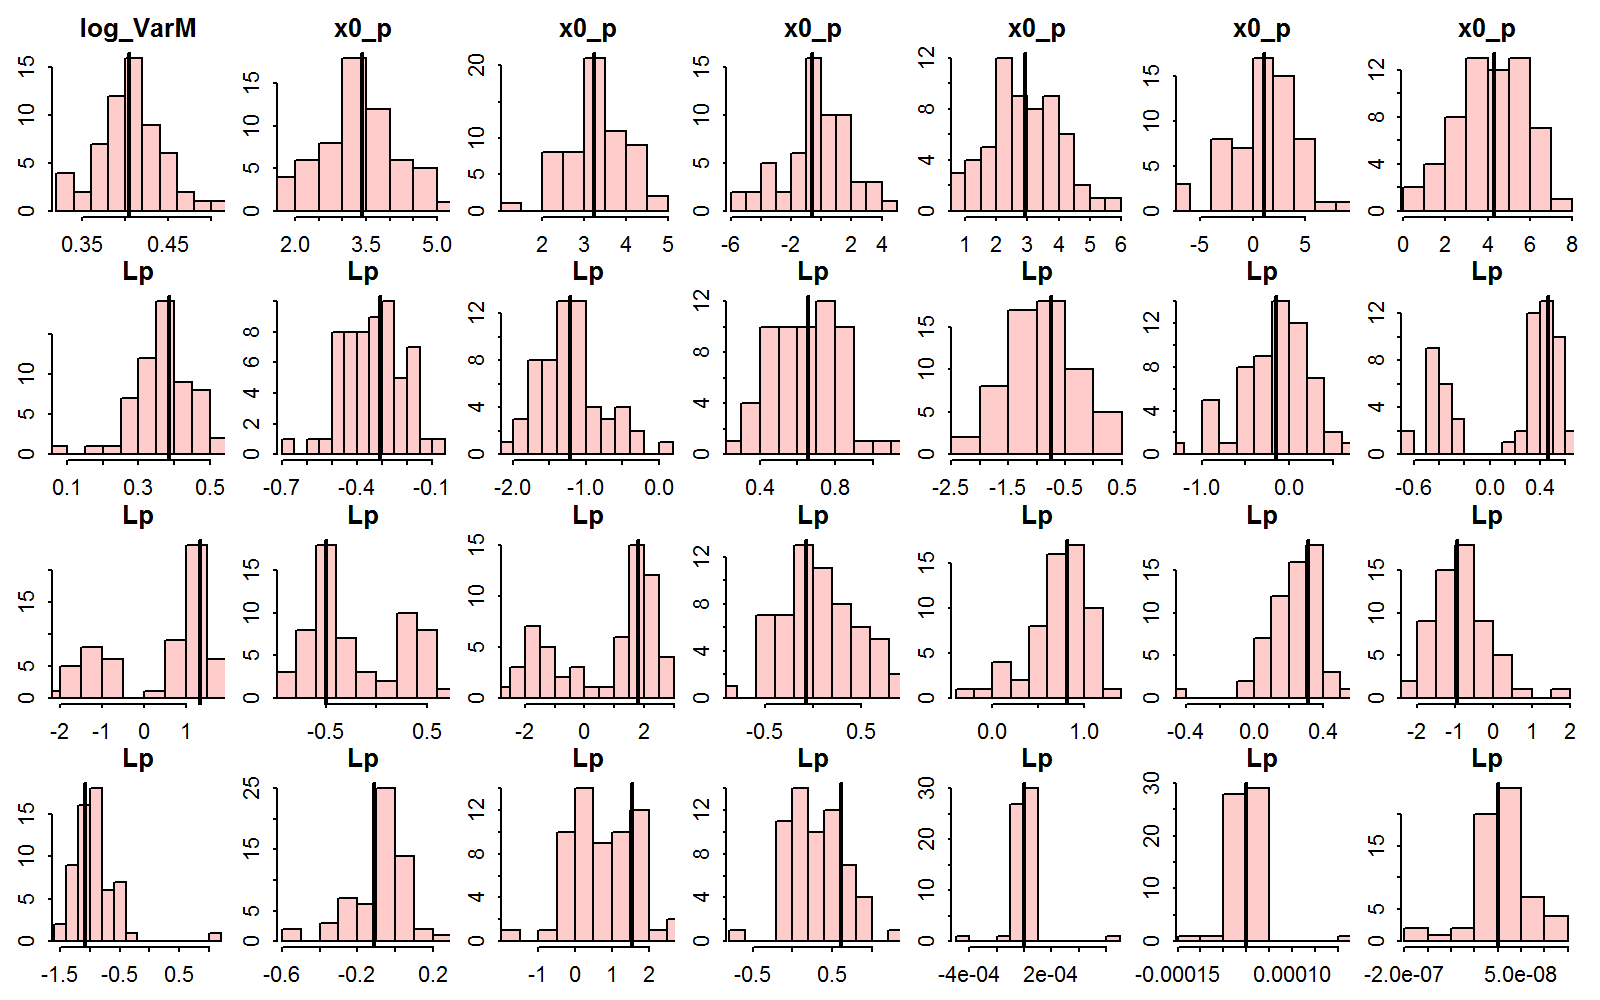 log_VarM
0 5 10 15
0.35 0.45
x0_p
0 5 10 15
2.0 3.5 5.0
x0_p
0 5 10 20
2 3 4 5
x0_p
0 5 10 15
-6 -2 2 4
x0_p
0 4 8 12
1 2 3 4 5 6
x0_p
0 5 10 15
-5 0 5
x0_p
0 4 8 12
0 2 4 6 8
Lp
0 5 10
0.1 0.3 0.5
Lp
0 2 4 6 8
-0.7 -0.4 -0.1
Lp
0 4 8 12
-2.0 -1.0 0.0
Lp
0 4 8 12
0.4 0.8
Lp
0 5 10 15
-2.5 -1.5 -0.5 0.5
Lp
0 4 8 12
-1.0 0.0
Lp
0 4 8 12
-0.6 0.0 0.4
Lp
0 5 10 15
-2 -1 0 1
Lp
0 5 10 15
-0.5 0.5
Lp
0 5 10 15
-2 0 2
Lp
0 4 8 12
-0.5 0.5
Lp
0 5 10 15
0.0 1.0
Lp
0 5 10 15
-0.4 0.0 0.4
Lp
0 5 10 15
-2 -1 0 1 2
Lp
0 5 10 15
-1.5 -0.5 0.5
Lp
0 5 15 25
-0.6 -0.2 0.2
Lp
0 4 8 12
-1 0 1 2
Lp
0 4 8 12
-0.5 0.5
Lp
0 10 20 30
-4e-04 2e-04
Lp
0 10 20 30
-0.00015 0.00010
Lp
0 5 15
-2.0e-07 5.0e-08